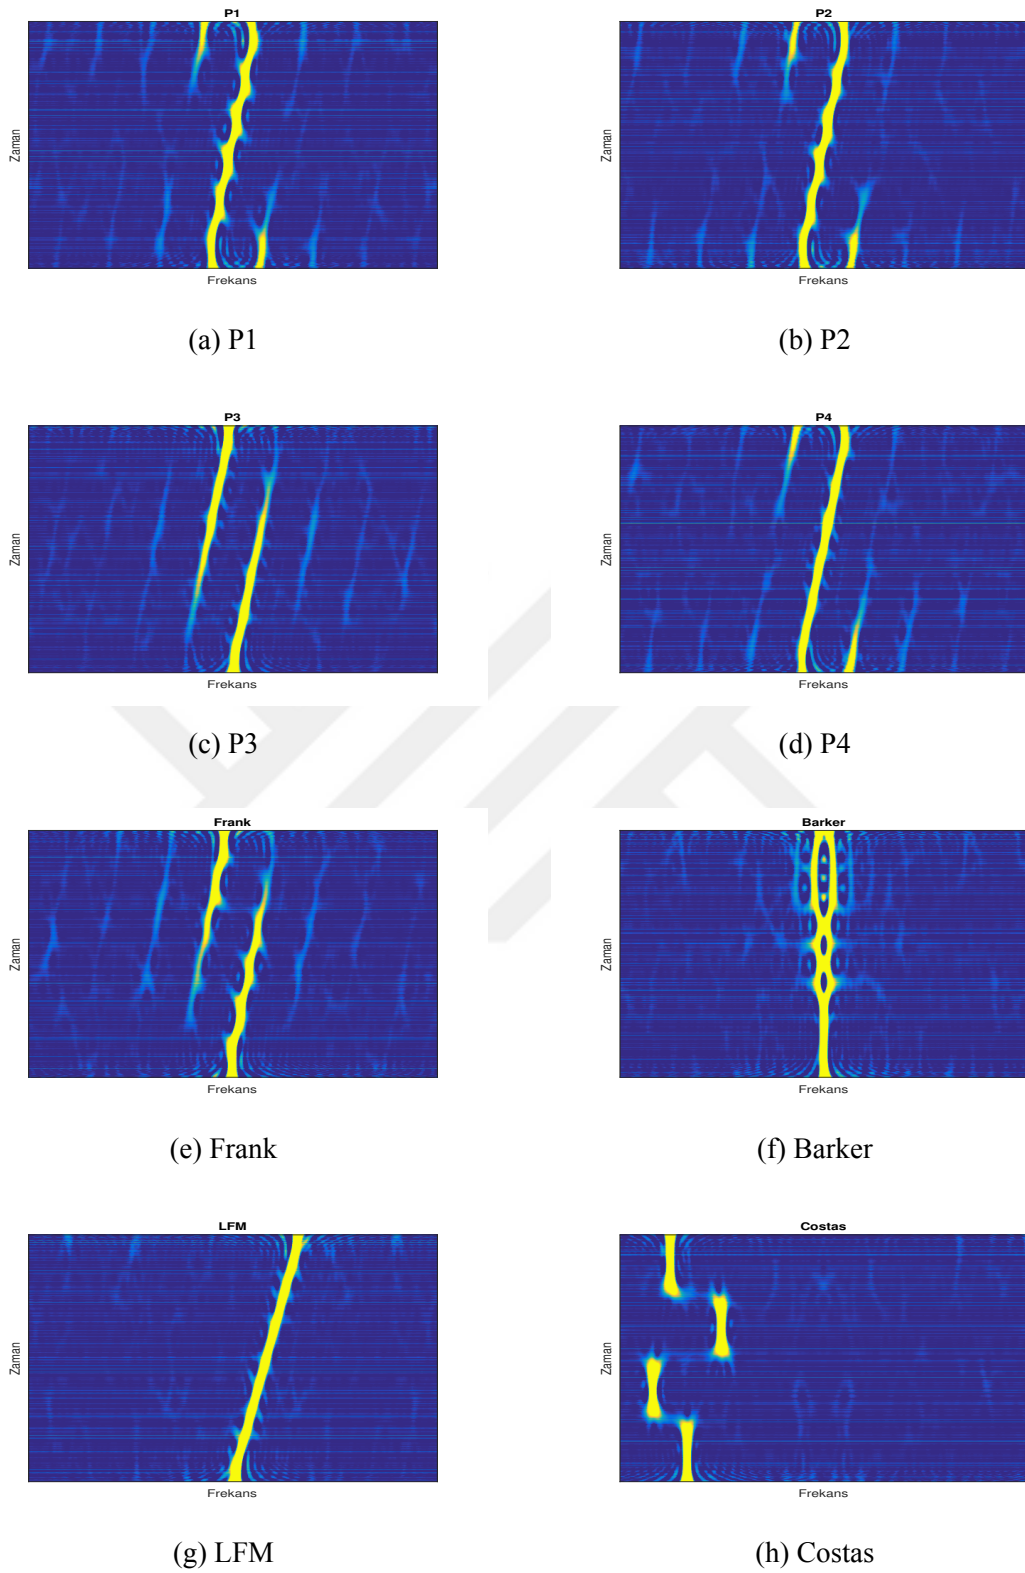 P1
Zaman
Frekans
(a) P1
P2
Zaman
Frekans
(b) P2
P3
Zaman
Frekans
(c) P3
P4
Zaman
Frekans
(d) P4
Frank
Zaman
Frekans
(e) Frank
Barker
Zaman
Frekans
(f) Barker
LFM
Zaman
Frekans
(g) LFM
Costas
Zaman
Frekans
(h) Costas